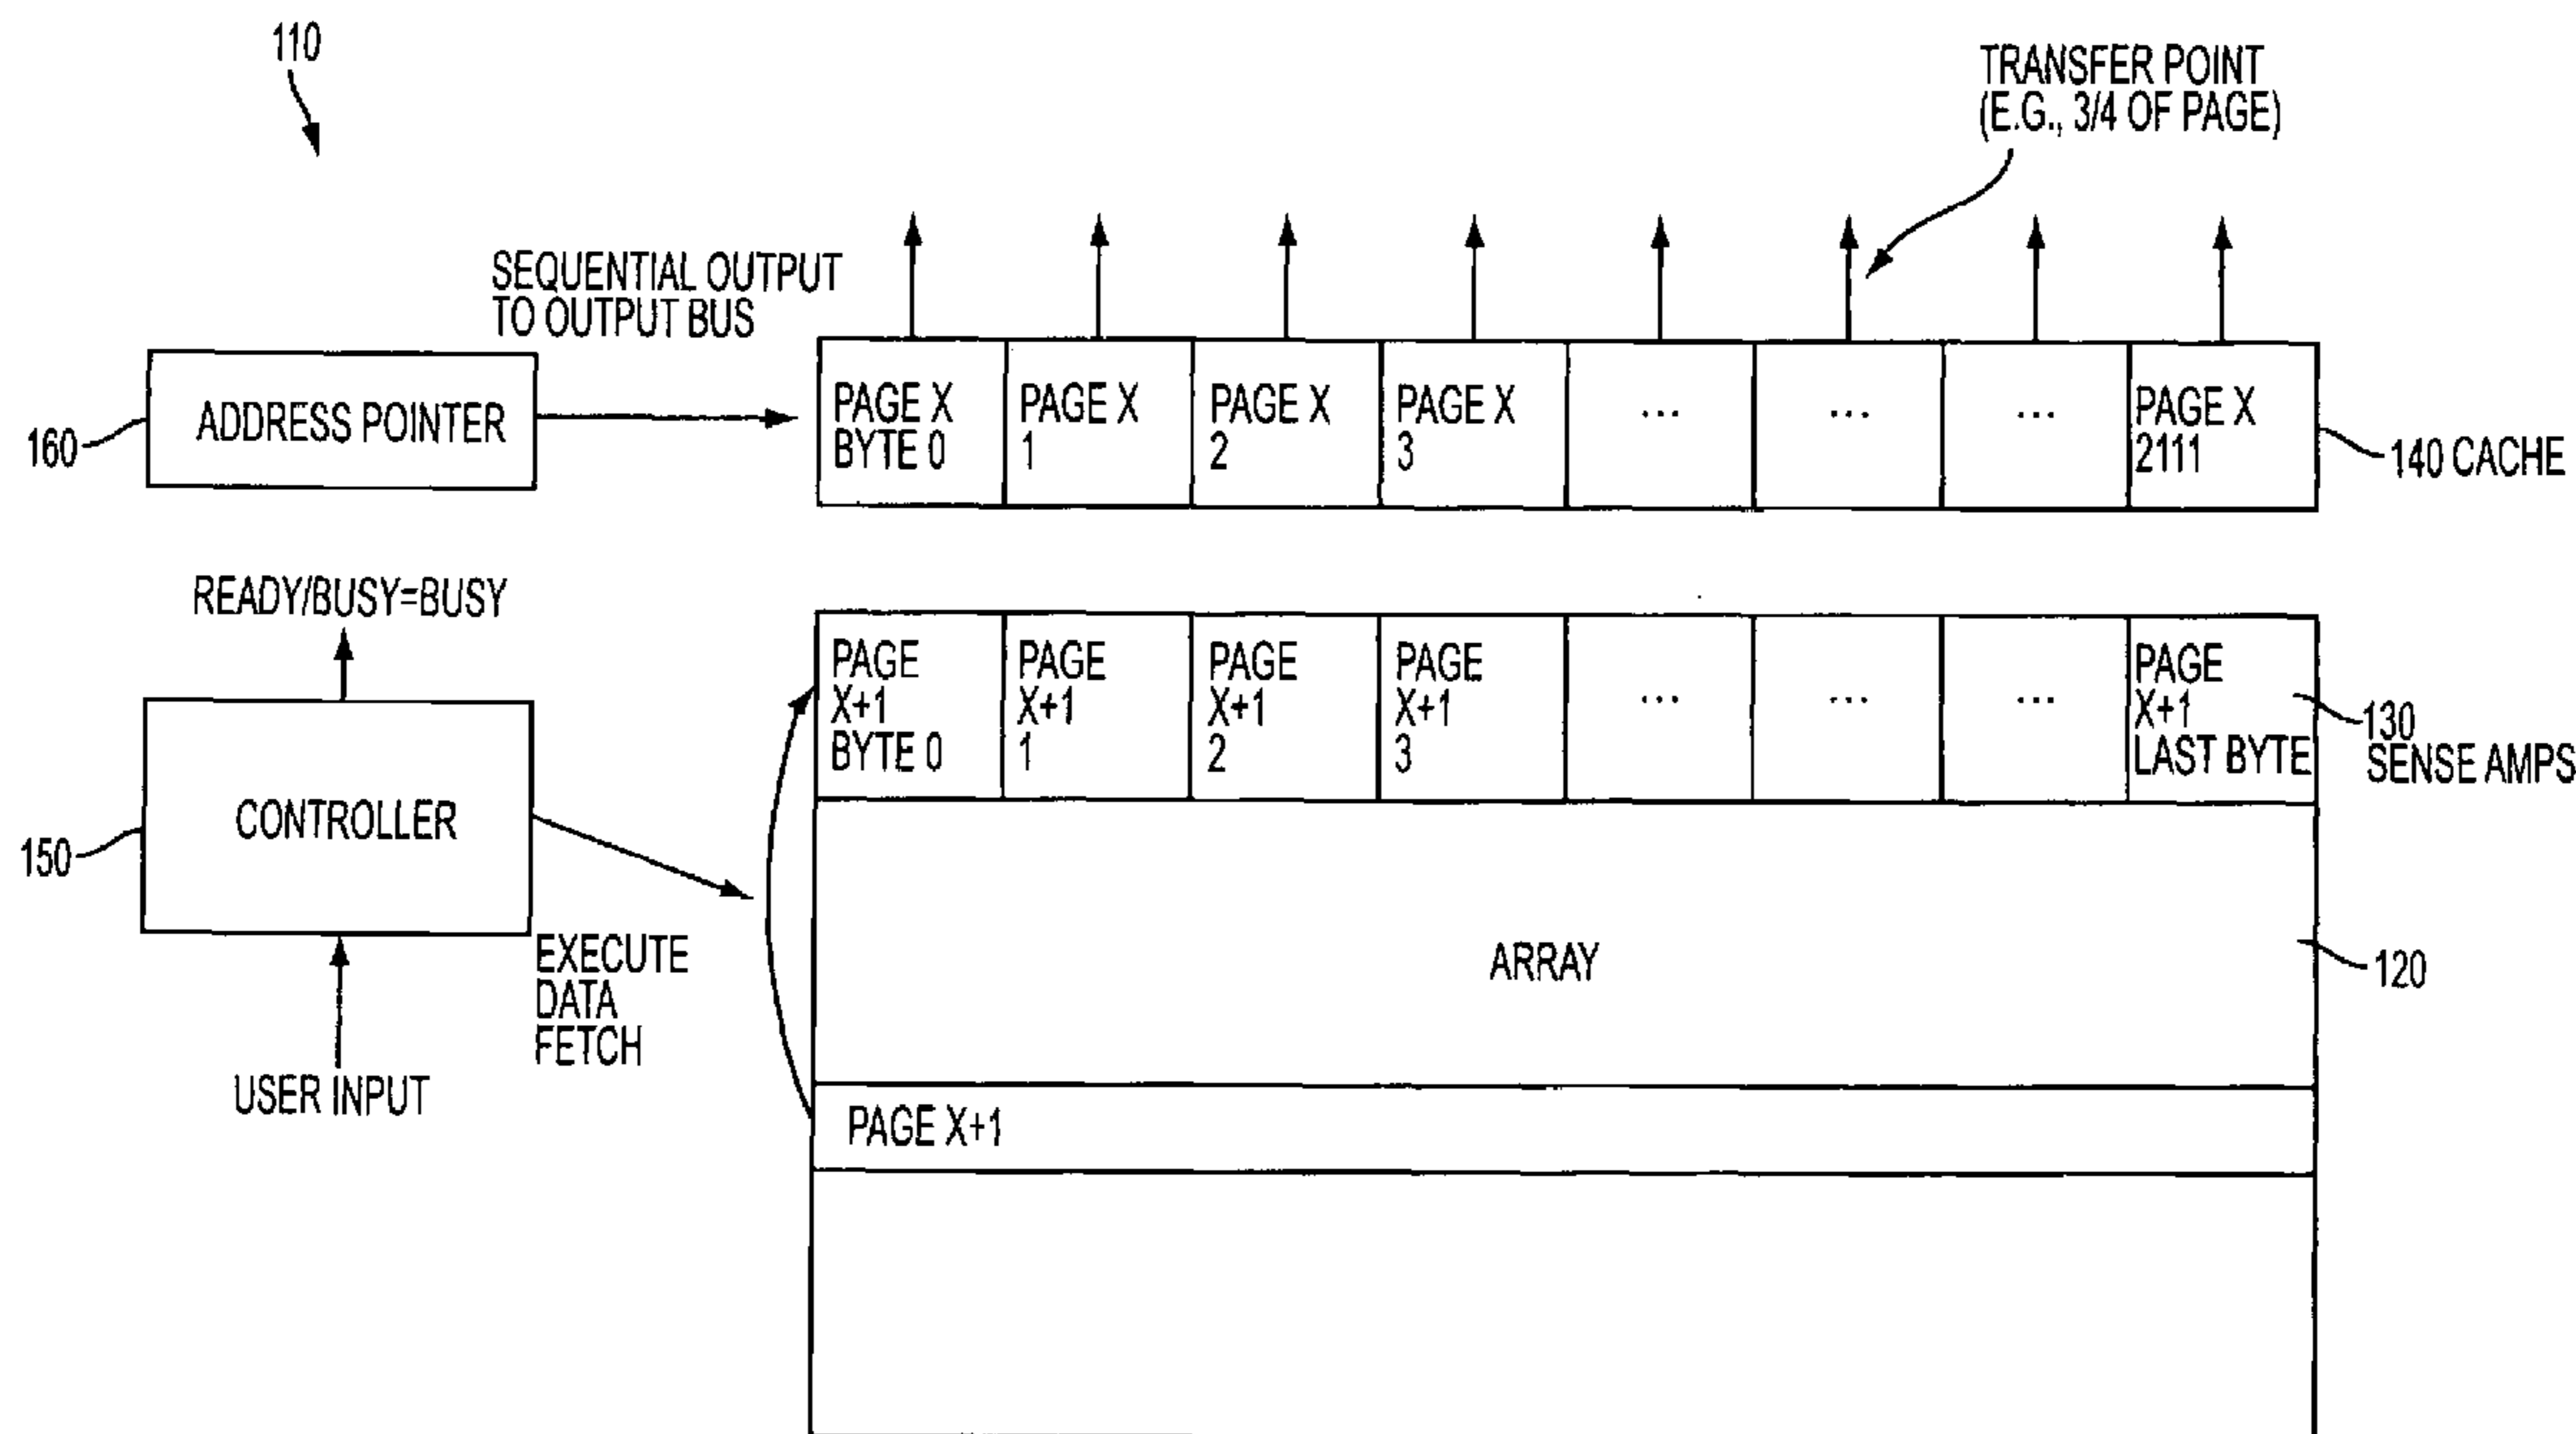 110
TRANSFER POINT
(E.G., 3/4 OF PAGE)
SEQUENTIAL OUTPUT
TO OUTPUT BUS
160
ADDRESS POINTER
PAGE X
BYTE 0
PAGE X
1
PAGE X
2
PAGE X
3
...
...
...
PAGE X
2111
140 CACHE
READY/BUSY=BUSY
150
CONTROLLER
EXECUTE
DATA
FETCH
USER INPUT
PAGE
X+1
BYTE 0
PAGE
X+1
1
PAGE
X+1
2
PAGE
X+1
3
...
...
...
PAGE
X+1
LAST BYTE
130
SENSE AMPS
ARRAY
120
PAGE X+1